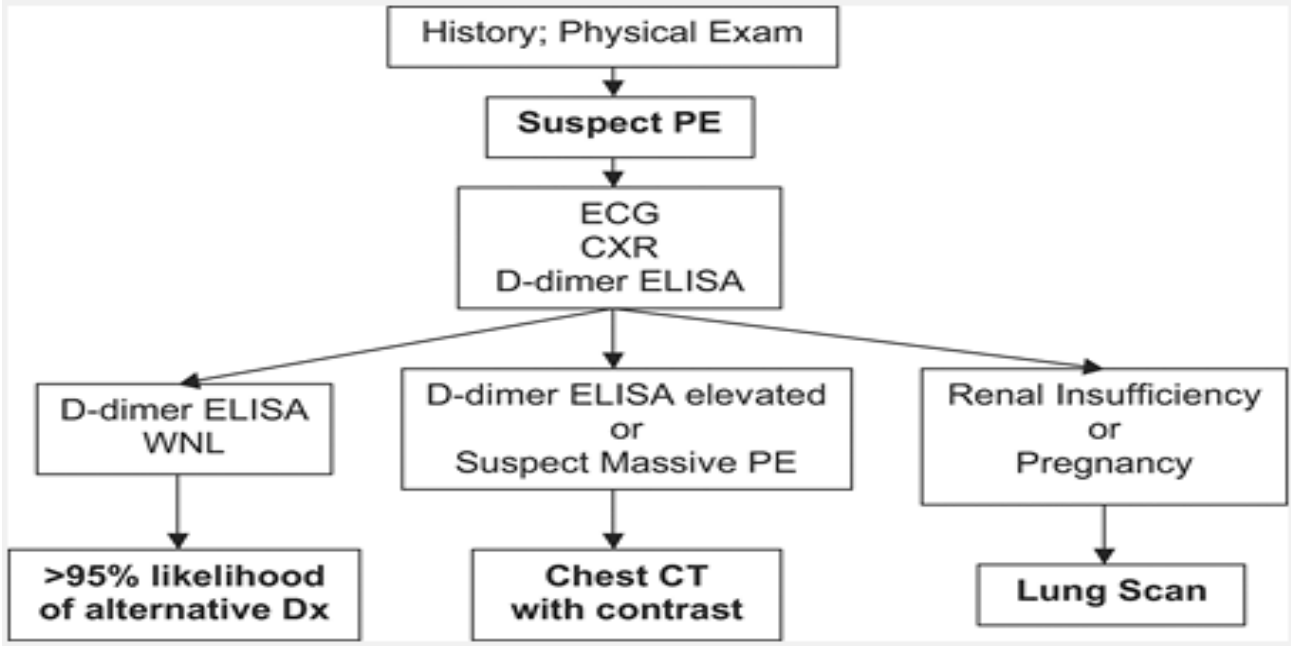 History; Physical Exam
Suspect PE
ECG
CXR
D-dimer ELISA
D-dimer ELISA
WNL
D-dimer ELISA elevated
or
Suspect Massive PE
Renal Insufficiency
or
Pregnancy
>95% likelihood
of alternative Dx
Chest CT
with contrast
Lung Scan